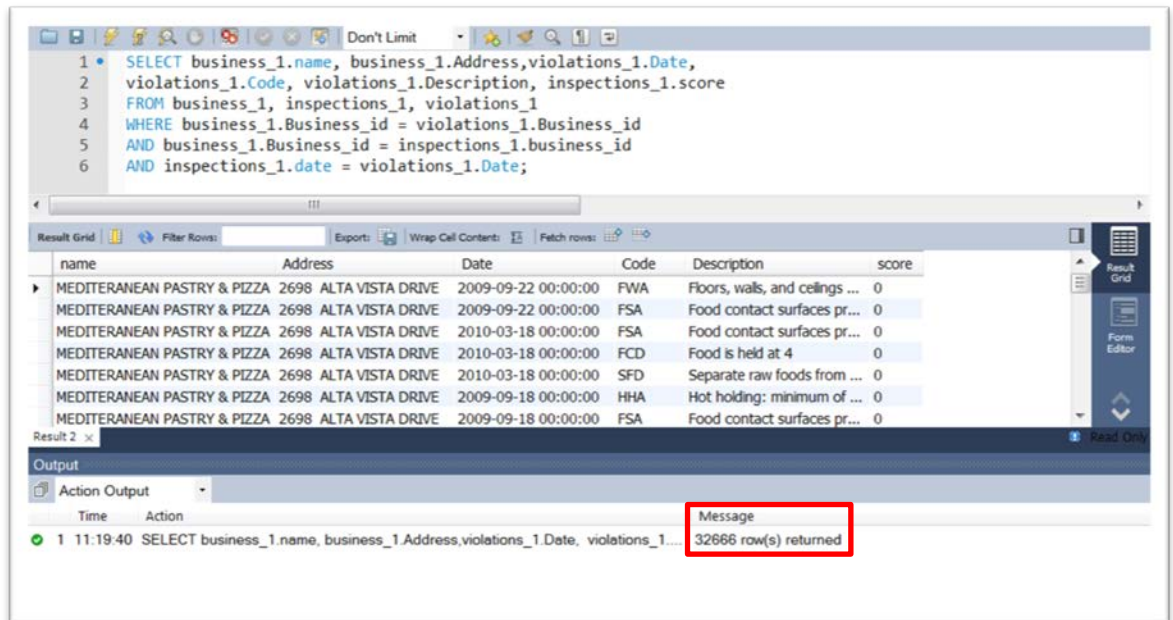 Don't Limit
1 SELECT business_1.name, business_1.Address,violations_1.Date,
2 violations_1.Code, violations_1.Description, inspections_1.score
3 FROM business_1, inspections_1, violations_1
4 WHERE business_1.Business_id = violations_1.Business_id
5 AND business_1.Business_id = inspections_1.business_id
6 AND inspections_1.date = violations_1.Date;
Result Grid Filter Rows: Export: Wrap Cell Content: Fetch rows:
name Address Date Code Description score
MEDITERANEAN PASTRY & PIZZA 2698 ALTA VISTA DRIVE 2009-09-22 00:00:00 FWA Floors, walls, and ceilings ... 0
MEDITERANEAN PASTRY & PIZZA 2698 ALTA VISTA DRIVE 2009-09-22 00:00:00 FSA Food contact surfaces pr... 0
MEDITERANEAN PASTRY & PIZZA 2698 ALTA VISTA DRIVE 2010-03-18 00:00:00 FSA Food contact surfaces pr... 0
MEDITERANEAN PASTRY & PIZZA 2698 ALTA VISTA DRIVE 2010-03-18 00:00:00 FCD Food is held at 4 0
MEDITERANEAN PASTRY & PIZZA 2698 ALTA VISTA DRIVE 2010-03-18 00:00:00 SFD Separate raw foods from ... 0
MEDITERANEAN PASTRY & PIZZA 2698 ALTA VISTA DRIVE 2009-09-18 00:00:00 HHA Hot holding: minimum of ... 0
MEDITERANEAN PASTRY & PIZZA 2698 ALTA VISTA DRIVE 2009-09-18 00:00:00 FSA Food contact surfaces pr... 0
Result
Grid
Form
Editor
Result 2 Read Only
Output
Action Output
Time Action Message
1 11:19:40 SELECT business_1.name, business_1.Address,violations_1.Date, violations_1.... 32666 row(s) returned